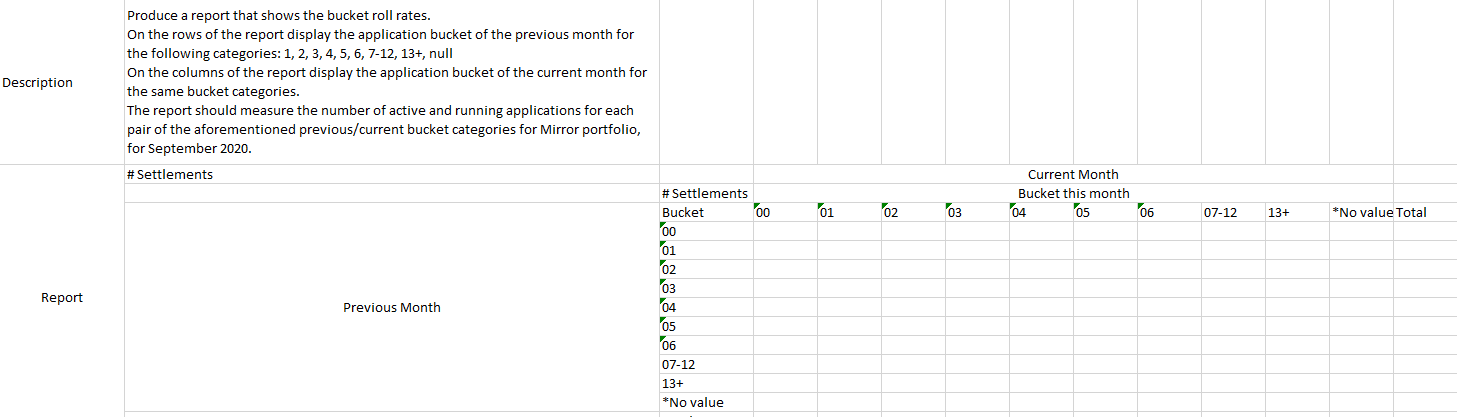 Produce a report that shows the bucket roll rates.
On the rows of the report display the application bucket of the previous month for
the following categories: 1, 2, 3, 4, 5, 6, 7-12, 13+, null
On the columns of the report display the application bucket of the current month for
the same bucket categories.
The report should measure the number of active and running applications for each
pair of the aforementioned previous/current bucket categories for Mirror portfolio,
for September 2020.
Description
# Settlements
Current Month
# Settlements
Bucket this month
Bucket 00 01 02 03 04 05 06 07-12 13+ *No value Total
00
01
02
03
04
05
06
07-12
13+
*No value
Report
Previous Month